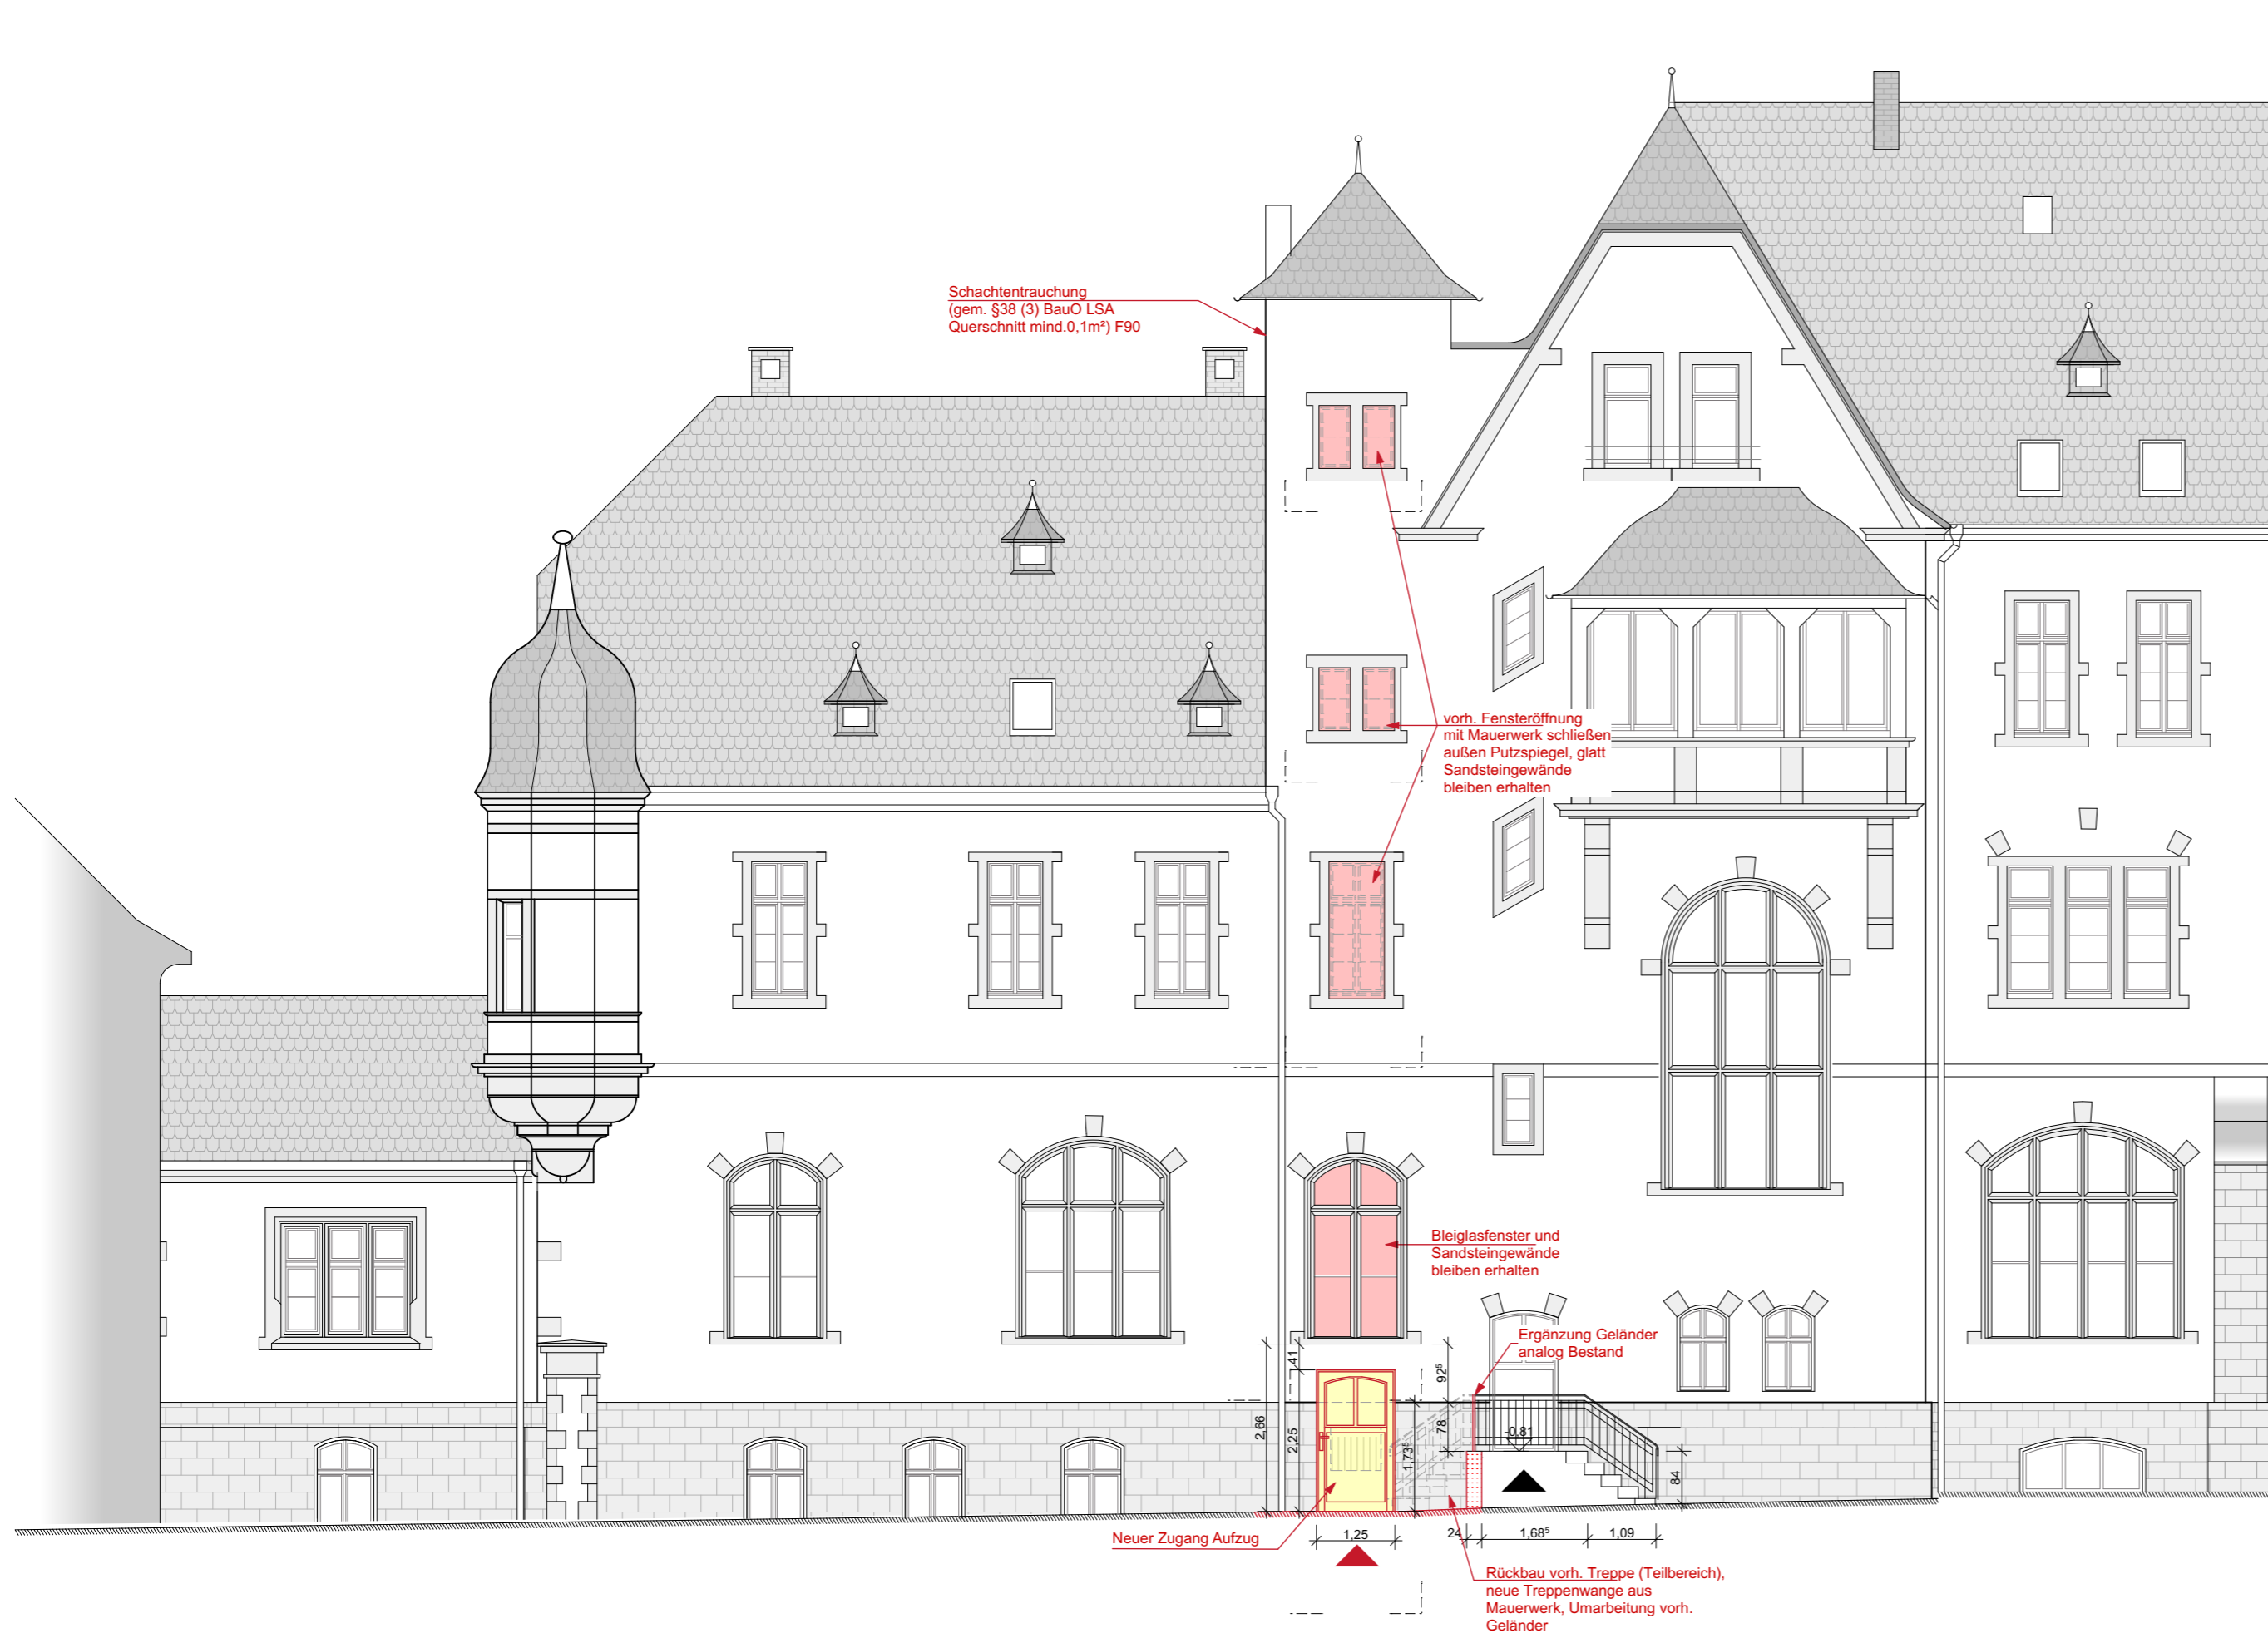 Schachtentrauchung
(gem. §38 (3) BauO LSA
Querschnitt mind.0,1m²) F90
vorh. Fensteröffnung
mit Mauerwerk schließen
außen Putzspiegel, glatt
Sandsteingewände
bleiben erhalten
Bleiglasfenster und
Sandsteingewände
bleiben erhalten
Ergänzung Geländer
analog Bestand
41
92⁵
2,66
2,25
1,73⁵
78
-0,81
84
Neuer Zugang Aufzug
1,25
24
1,68⁵
1,09
Rückbau vorh. Treppe (Teilbereich),
neue Treppenwange aus
Mauerwerk, Umarbeitung vorh.
Geländer